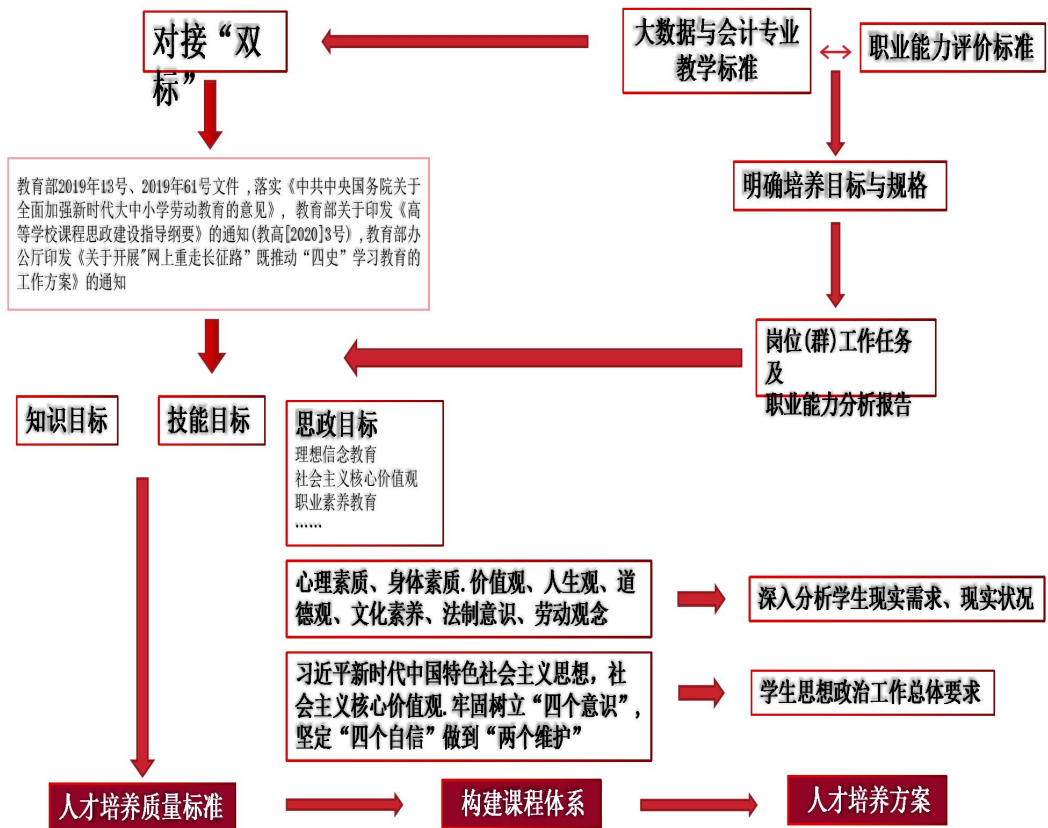 对接“双
标”
大数据与会计专业
教学标准
职业能力评价标准
教育部2019年13号、2019年61号文件 ,落实《中共中央国务院关于
全面加强新时代大中小学劳动教育的意见》, 教育部关于印发《高
等学校课程思政建设指导纲要》的通知(教高[2020]3号) ,教育部办
公厅印发《关于开展"网上重走长征路”既推动“四史”学习教育的
工作方案》的通知
明确培养目标与规格
岗位(群)工作任务
及
职业能力分析报告
知识目标
技能目标
思政目标
理想信念教育
社会主义核心价值观
职业素养教育
……
心理素质、身体素质.价值观、人生观、道
德观、文化素养、法制意识、劳动观念
深入分析学生现实需求、现实状况
习近平新时代中国特色社会主义思想，社
会主义核心价值观.牢固树立“四个意识”,
坚定“四个自信”做到“两个维护”
学生思想政治工作总体要求
人才培养质量标准
构建课程体系
人才培养方案